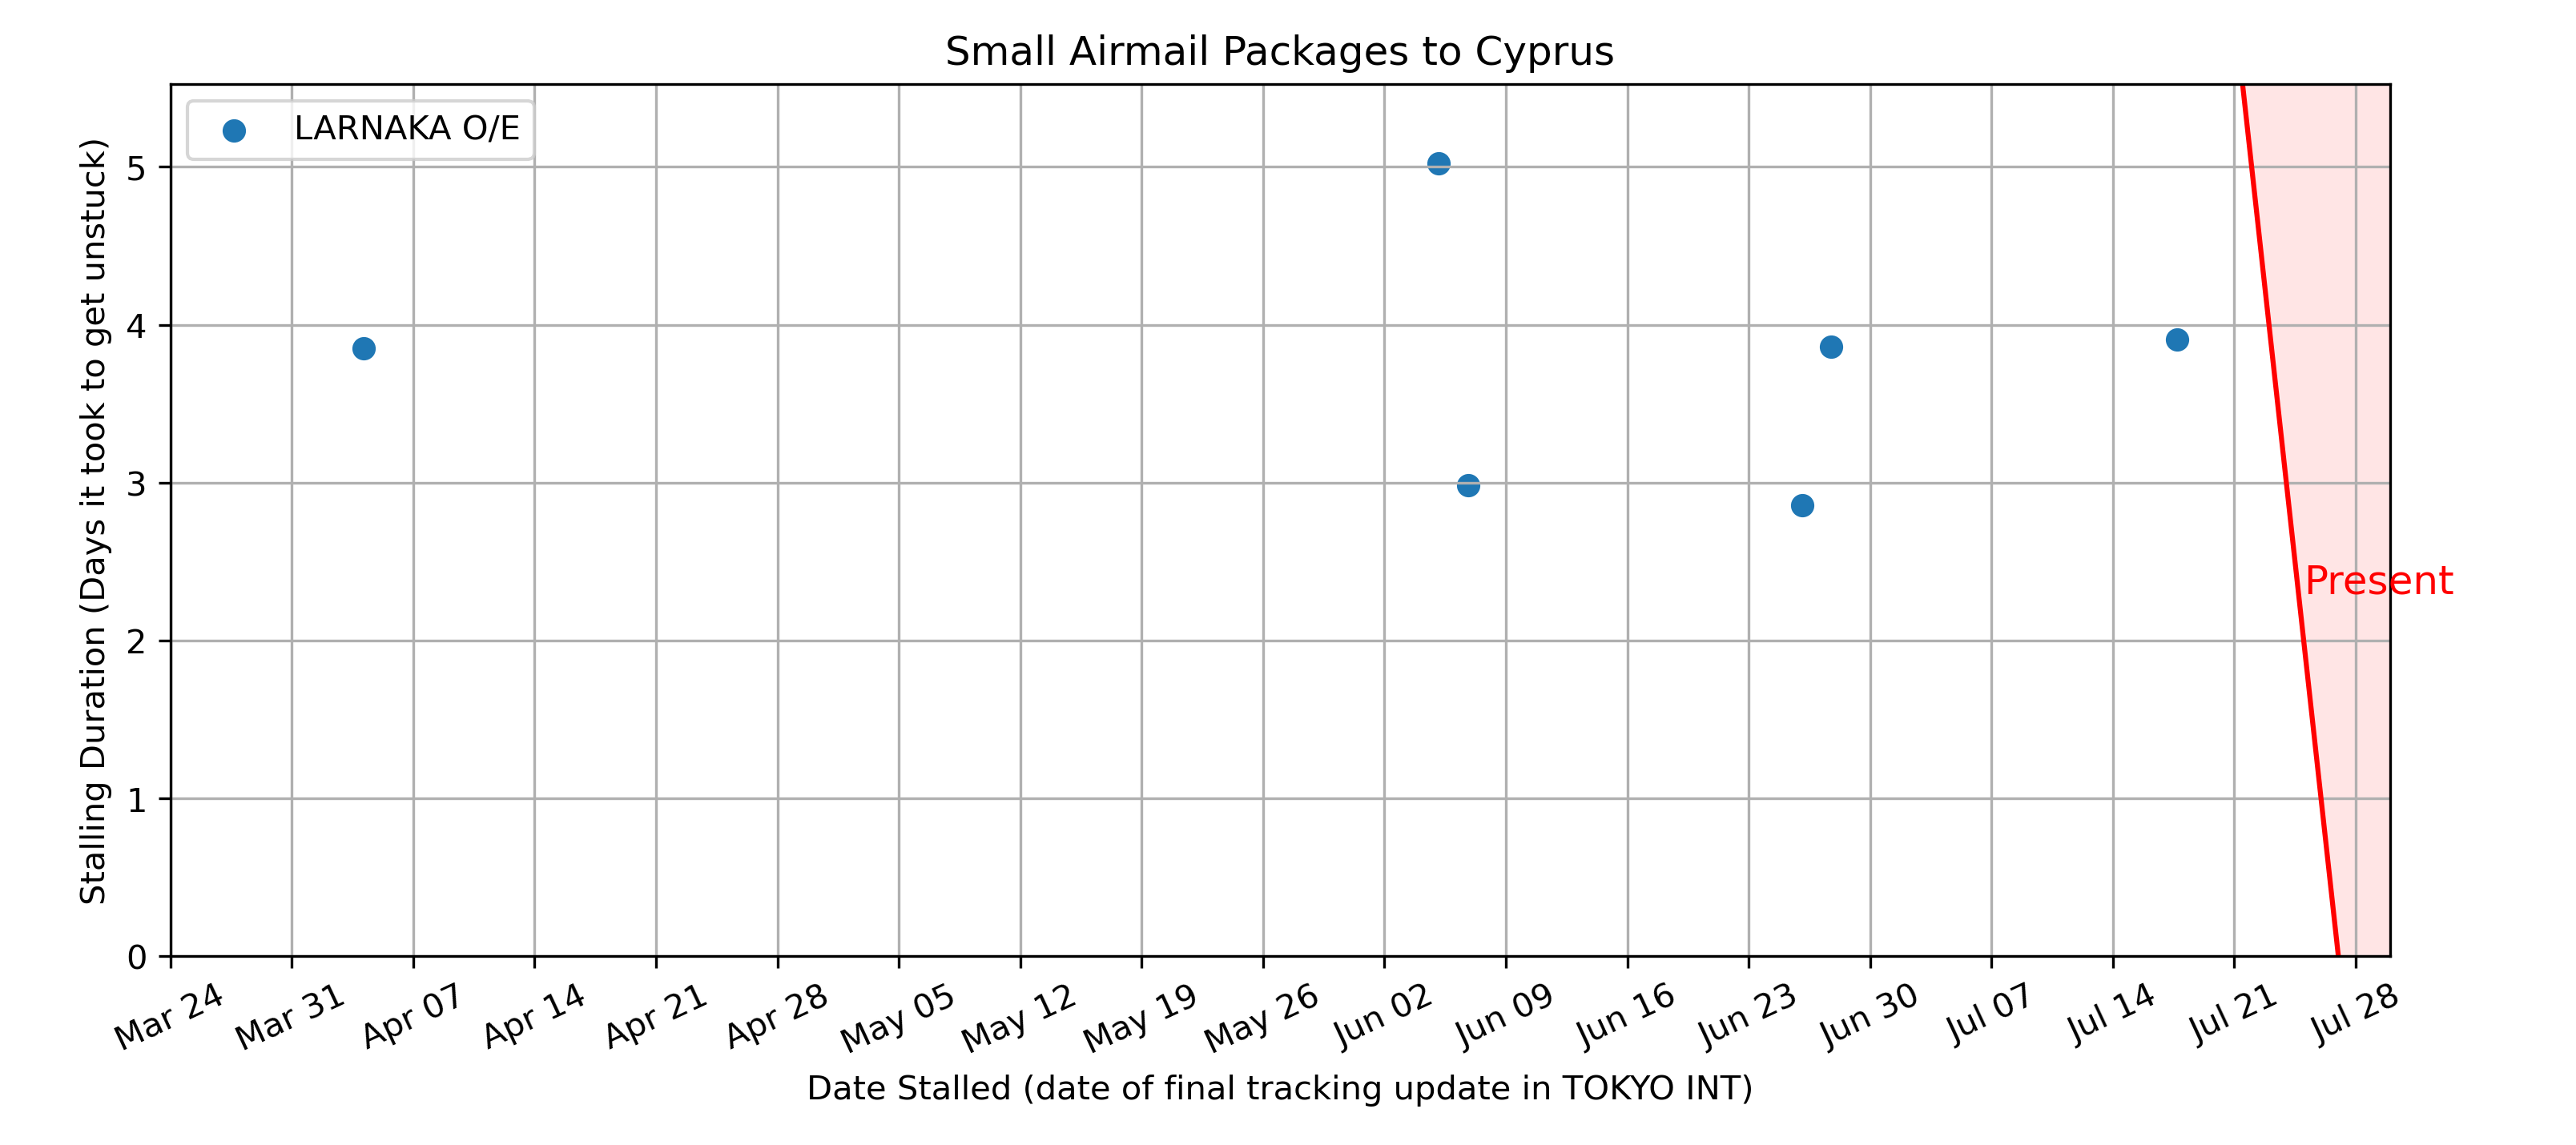 Small Airmail Packages to Cyprus
LARNAKA O/E
Stalling Duration (Days it took to get unstuck)
5
4
3
2
1
0
Present
Mar 24
Mar 31
Apr 07
Apr 14
Apr 21
Apr 28
May 05
May 12
May 19
May 26
Jun 02
Jun 09
Jun 16
Jun 23
Jun 30
Jul 07
Jul 14
Jul 21
Jul 28
Date Stalled (date of final tracking update in TOKYO INT)